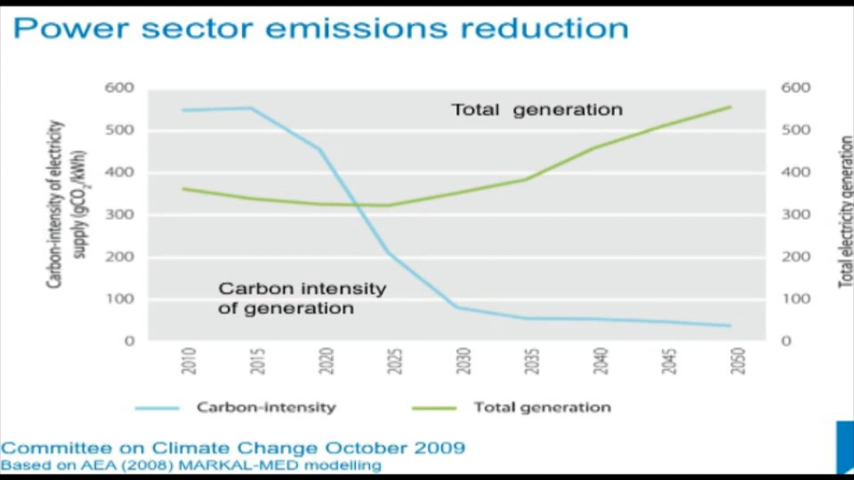 Power sector emissions reduction
600
500
400
300
200
100
0
Carbon-intensity of electricity
supply (gCO₂/kWh)
Total generation
Carbon intensity
of generation
600
500
400
300
200
100
0
Total electricity generation
2010 2015 2020 2025 2030 2035 2040 2045 2050
Carbon-intensity Total generation
Committee on Climate Change October 2009
Based on AEA (2008) MARKAL-MED modelling